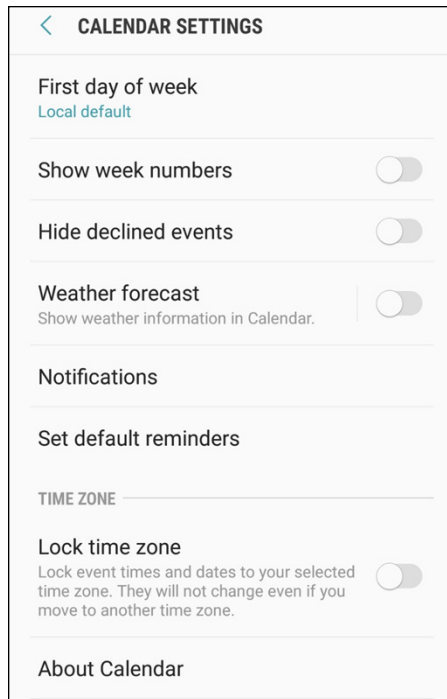 CALENDAR SETTINGS
First day of week
Local default
Show week numbers
Hide declined events
Weather forecast
Show weather information in Calendar.
Notifications
Set default reminders
TIME ZONE
Lock time zone
Lock event times and dates to your selected
time zone. They will not change even if you
move to another time zone.
About Calendar